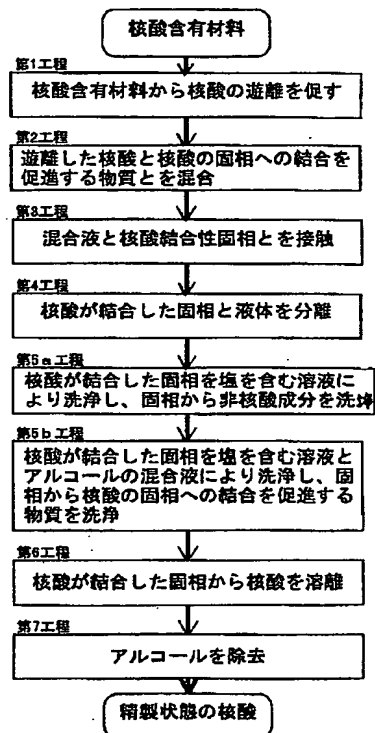 核酸含有材料
第1工程
核酸含有材料から核酸の遊離を促す
第2工程
遊離した核酸と核酸の固相への結合を
促進する物質とを混合
第3工程
混合液と核酸結合性固相とを接触
第4工程
核酸が結合した固相と液体を分離
第5a工程
核酸が結合した固相を塩を含む溶液に
より洗浄し、固相から非核酸成分を洗浄
第5b工程
核酸が結合した固相を塩を含む溶液と
アルコールの混合液により洗浄し、固
相から核酸の固相への結合を促進する
物質を洗浄
第6工程
核酸が結合した固相から核酸を溶離
第7工程
アルコールを除去
精製状態の核酸